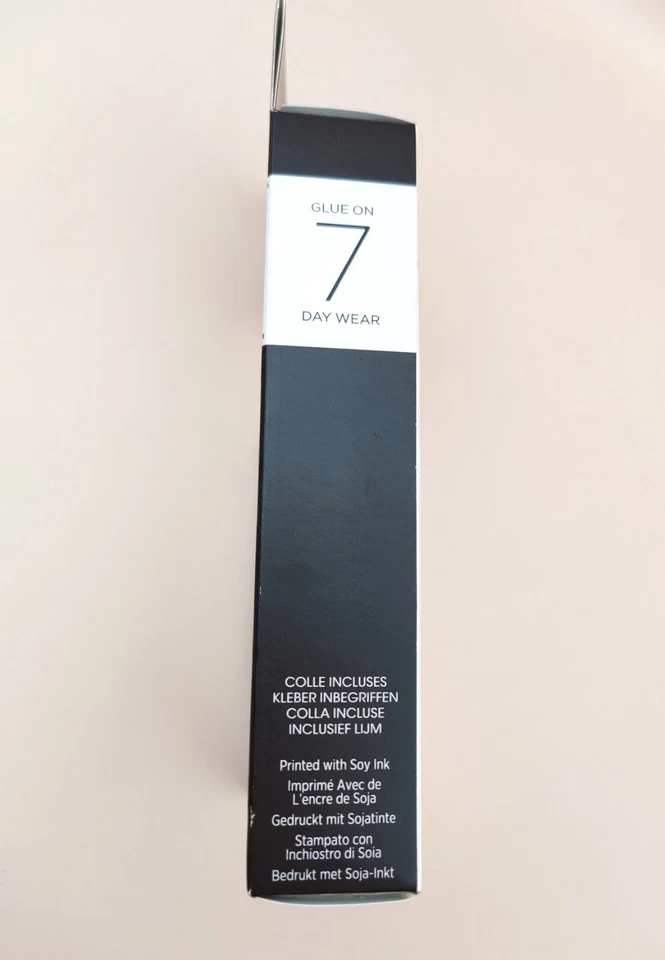 GLUE ON
7
DAY WEAR
COLLE INCLUSES
KLEBER INBEGRIFFEN
COLLA INCLUSE
INCLUSIEF LIJM
Printed with Soy Ink
Imprimé Avec de
L'encre de Soja
Gedruckt mit Sojatinte
Stampato con
Inchiostro di Soia
Bedrukt met Soja-Inkt